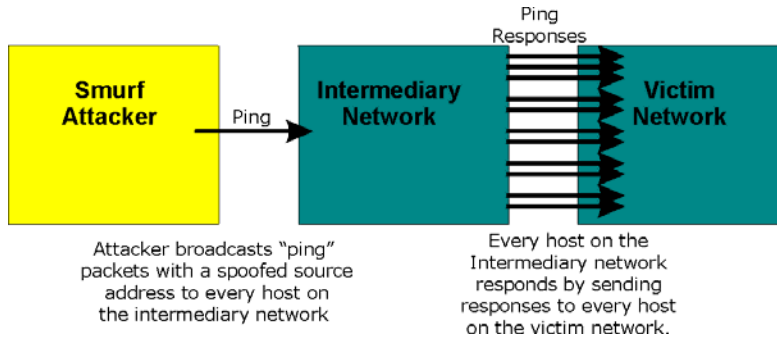 Ping
Responses
Smurf
Attacker
Ping
Intermediary
Network
Victim
Network
Attacker broadcasts “ping”
packets with a spoofed source
address to every host on
the intermediary network
Every host on the
Intermediary network
responds by sending
responses to every host
on the victim network.